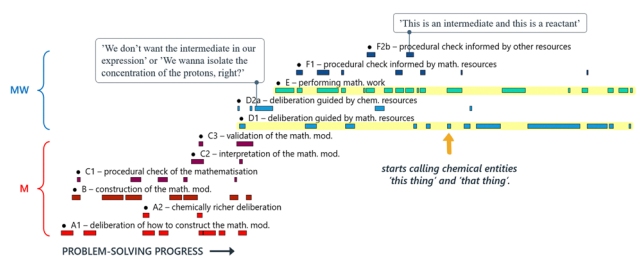 'This is an intermediate and this is a reactant'
F2b – procedural check informed by other resources
'We don't want the intermediate in our
expression' or 'We wanna isolate the
concentration of the protons, right?'
F1 – procedural check informed by math. resources
E – performing math. work
MW
D2a – deliberation guided by chem. resources
D1 – deliberation guided by math. resources
C3 – validation of the math. mod.
C2 – interpretation of the math. mod.
starts calling chemical entities
'this thing' and 'that thing'.
C1 – procedural check of the mathematisation
M
B – construction of the math. mod.
A2 – chemically richer deliberation
A1 – deliberation of how to construct the math. mod.
PROBLEM-SOLVING PROGRESS